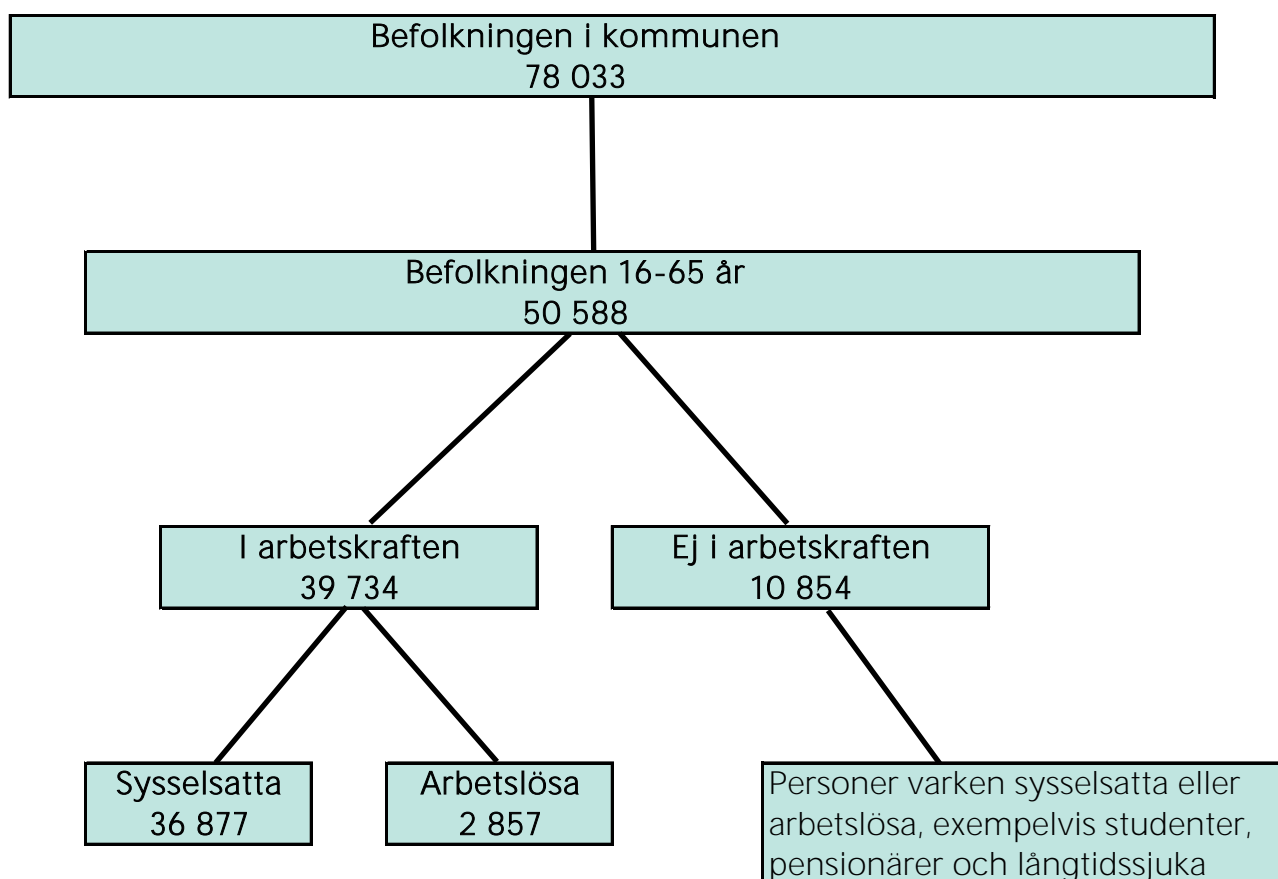 Befolkningen i kommunen
78 033
Befolkningen 16-65 år
50 588
I arbetskraften
39 734
Ej i arbetskraften
10 854
Sysselsatta
36 877
Arbetslösa
2 857
Personer varken sysselsatta eller
arbetslösa, exempelvis studenter,
pensionärer och långtidssjuka